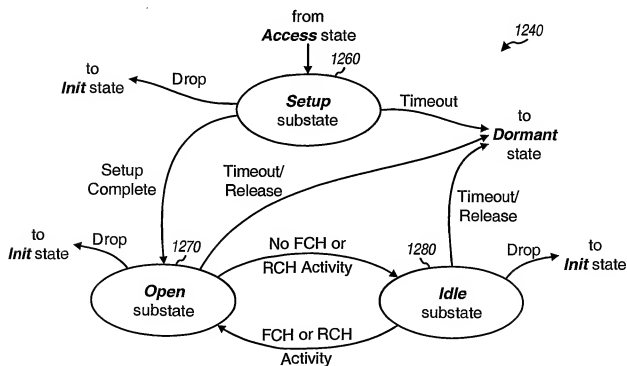 from
Access state
1240
1260
to
Init state
Drop
Setup
substate
Timeout
to
Dormant
state
Setup
Complete
Timeout/
Release
Timeout/
Release
to
Init state
Drop
1270
No FCH or
RCH Activity
1280
Drop
to
Init state
Open
substate
Idle
substate
FCH or RCH
Activity